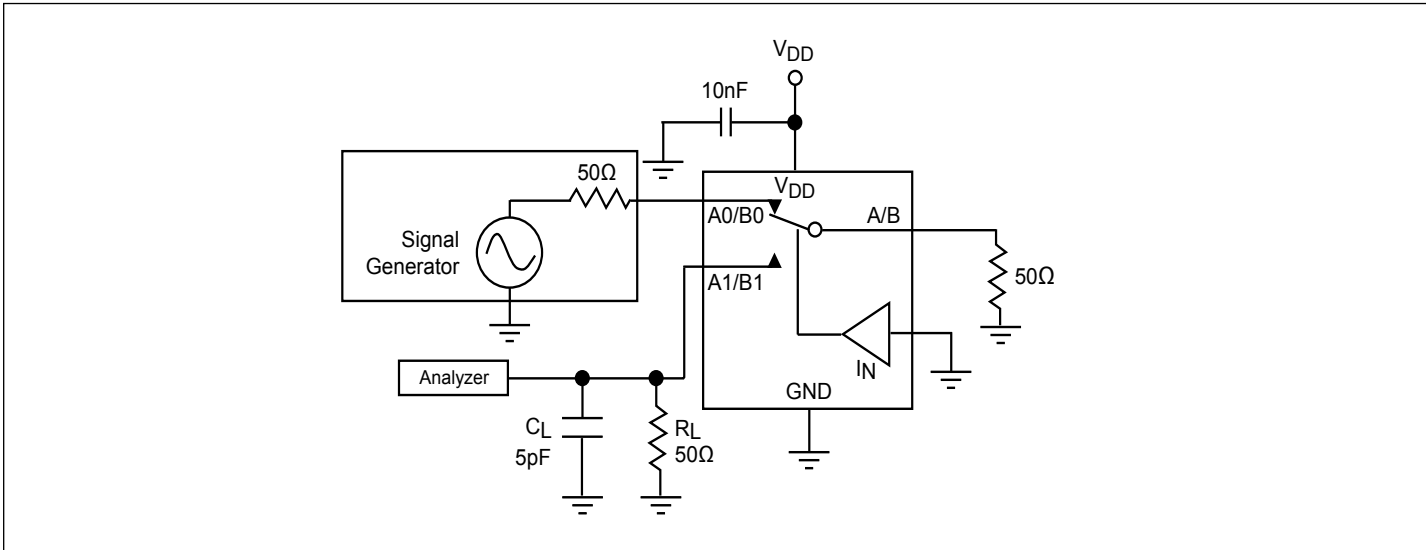 VDD
10nF
50Ω
VDD
A0/B0
A/B
Signal
Generator
A1/B1
50Ω
IN
Analyzer
GND
CL
5pF
RL
50Ω